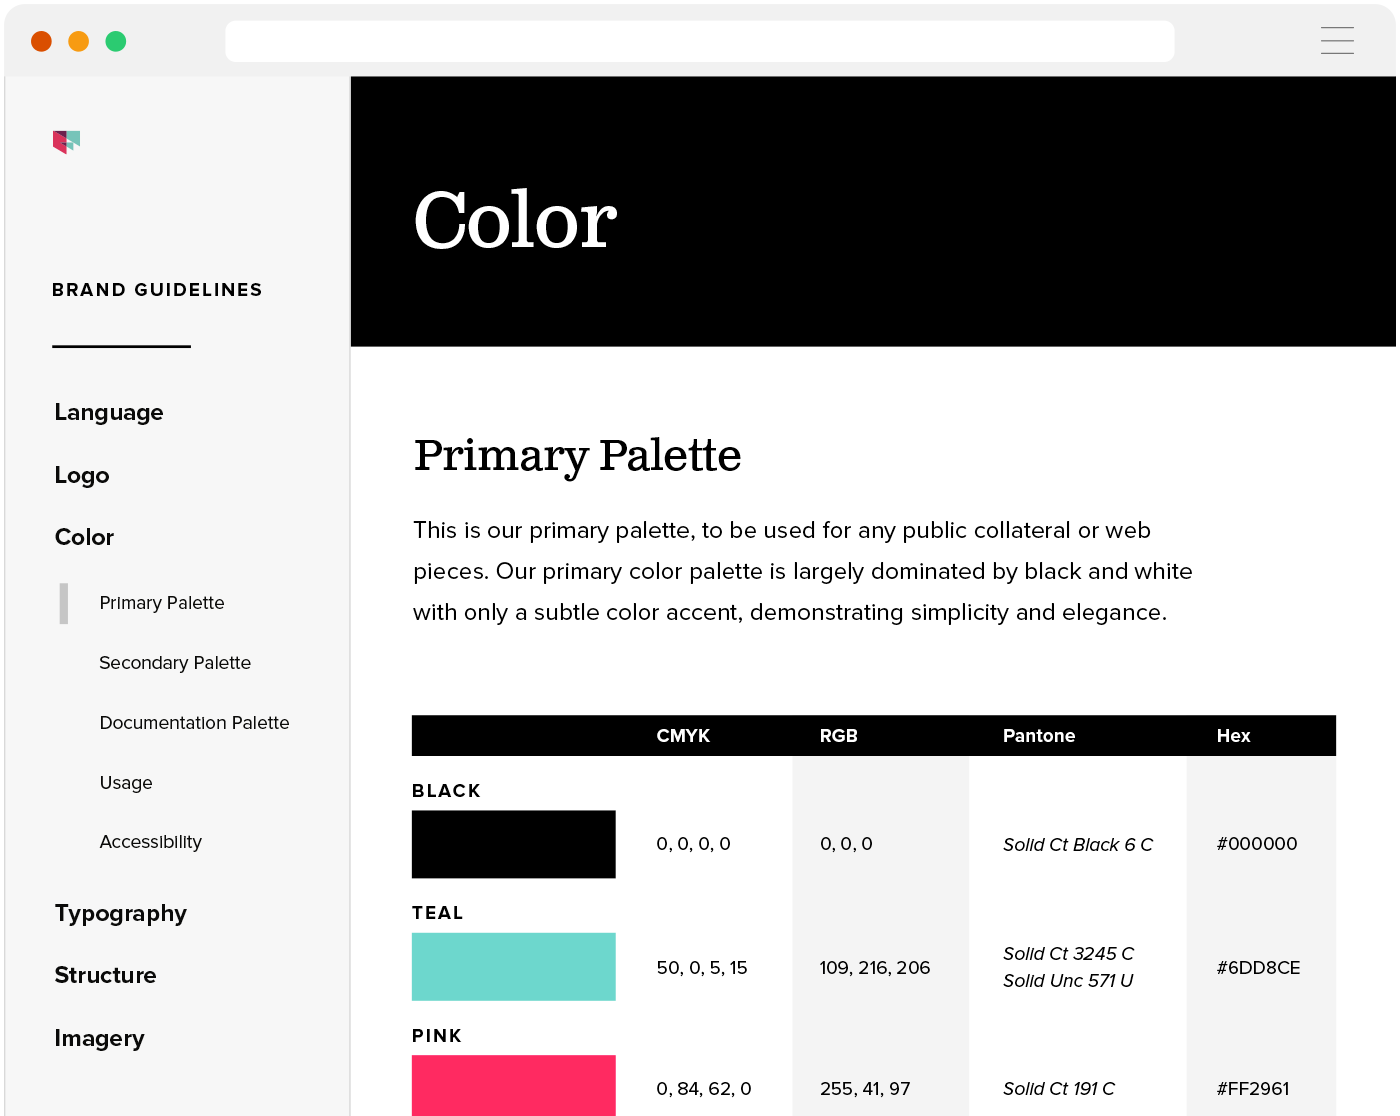 BRAND GUIDELINES
Language
Logo
Color
Primary Palette
Secondary Palette
Documentation Palette
Usage
Accessibility
Typography
Structure
Imagery
Color
Primary Palette
This is our primary palette, to be used for any public collateral or web
pieces. Our primary color palette is largely dominated by black and white
with only a subtle color accent, demonstrating simplicity and elegance.
CMYK RGB Pantone Hex
BLACK
0, 0, 0, 0 0, 0, 0 Solid Ct Black 6 C #000000
TEAL
50, 0, 5, 15 109, 216, 206 Solid Ct 3245 C #6DD8CE
Solid Unc 571 U
PINK
0, 84, 62, 0 255, 41, 97 Solid Ct 191 C #FF2961